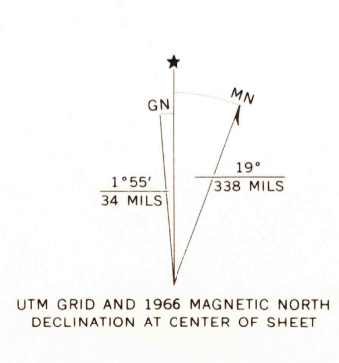 ★
GN
MN
1°55′
34 MILS
19°
338 MILS
UTM GRID AND 1966 MAGNETIC NORTH
DECLINATION AT CENTER OF SHEET